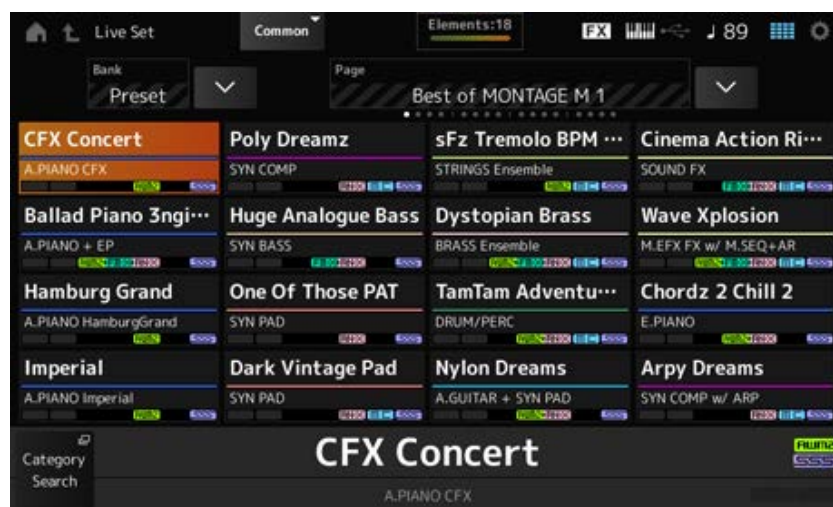 Live Set
Common
Elements:18
FX
♩ 89
Bank
Preset
Page
Best of MONTAGE M 1
CFX Concert
A.PIANO CFX
Poly Dreamz
SYN COMP
sFz Tremolo BPM ···
STRINGS Ensemble
Cinema Action Ri···
SOUND FX
Ballad Piano 3ngi···
A.PIANO + EP
Huge Analogue Bass
SYN BASS
Dystopian Brass
BRASS Ensemble
Wave Xplosion
M.EFX FX w/ M.SEQ+AR
Hamburg Grand
A.PIANO HamburgGrand
One Of Those PAT
SYN PAD
TamTam Adventu···
DRUM/PERC
Chordz 2 Chill 2
E.PIANO
Imperial
A.PIANO Imperial
Dark Vintage Pad
SYN PAD
Nylon Dreams
A.GUITAR + SYN PAD
Arpy Dreams
SYN COMP w/ ARP
Category
Search
CFX Concert
A.PIANO CFX